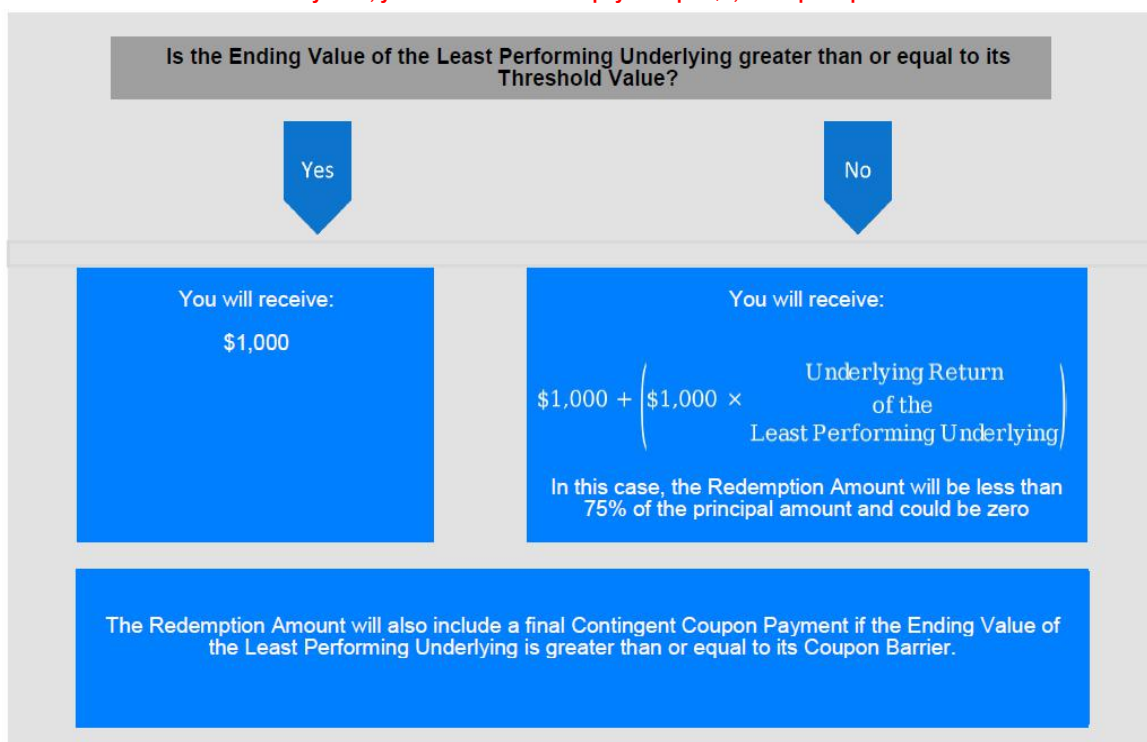 Is the Ending Value of the Least Performing Underlying greater than or equal to its
Threshold Value?
Yes
No
You will receive:
$1,000
You will receive:
$1,000 + ($1,000 × Underlying Return
of the
Least Performing Underlying)
In this case, the Redemption Amount will be less than
75% of the principal amount and could be zero
The Redemption Amount will also include a final Contingent Coupon Payment if the Ending Value of
the Least Performing Underlying is greater than or equal to its Coupon Barrier.